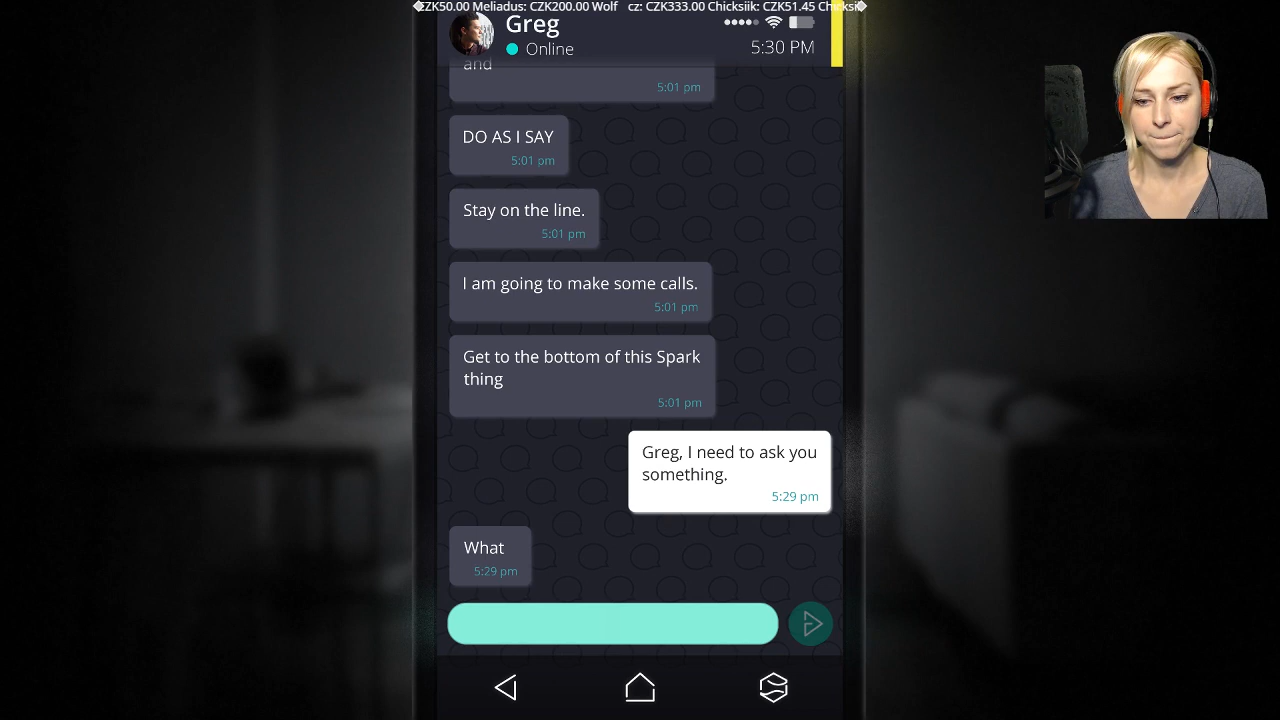 ZK50.00 Meliadus: CZK200.00 Wolf cz: CZK333.00 Chicksiik: CZK51.45 Chicksi
Greg
Online
5:30 PM
and
5:01 pm
DO AS I SAY
5:01 pm
Stay on the line.
5:01 pm
I am going to make some calls.
5:01 pm
Get to the bottom of this Spark
thing
5:01 pm
Greg, I need to ask you
something.
5:29 pm
What
5:29 pm